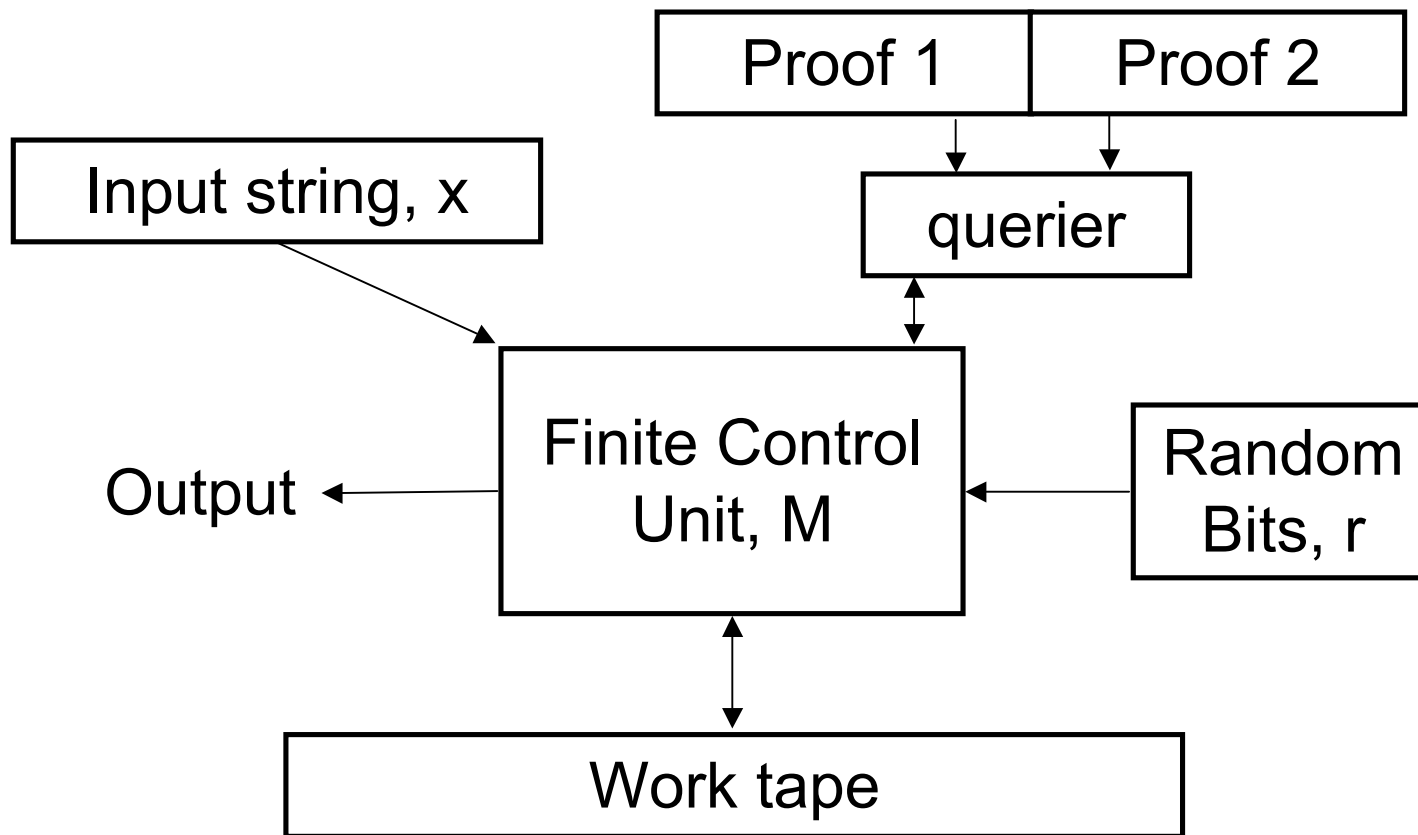 Proof 1
Proof 2
Input string, x
querier
Finite Control
Unit, M
Random
Bits, r
Output
Work tape